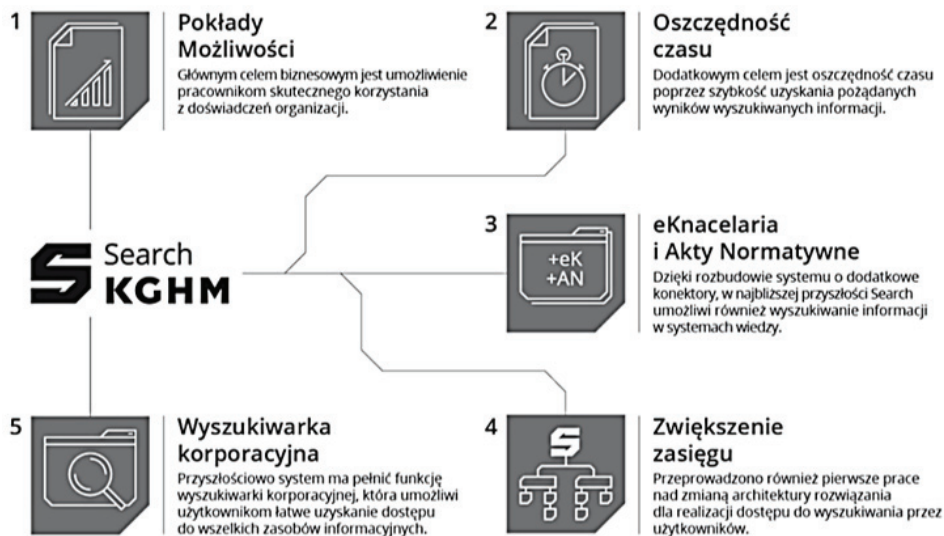 1
Pokłady
Możliwości
Głównym celem biznesowym jest umożliwienie
pracownikom skutecznego korzystania
z doświadczeń organizacji.
2
Oszczędność
czasu
Dodatkowym celem jest oszczędność czasu
poprzez szybkość uzyskania pożądanych
wyników wyszukiwanych informacji.
Search
KGHM
3
+eK
+AN
eKnacelaria
i Akty Normatywne
Dzięki rozbudowie systemu o dodatkowe
konektory, w najbliższej przyszłości Search
umożliwi również wyszukiwanie informacji
w systemach wiedzy.
5
Wyszukiwarka
korporacyjna
Przyszłościowo system ma pełnić funkcję
wyszukiwarki korporacyjnej, która umożliwi
użytkownikom łatwe uzyskanie dostępu
do wszelkich zasobów informacyjnych.
4
Zwiększenie
zasięgu
Przeprowadzono również pierwsze prace
nad zmianą architektury rozwiązania
dla realizacji dostępu do wyszukiwania przez
użytkowników.